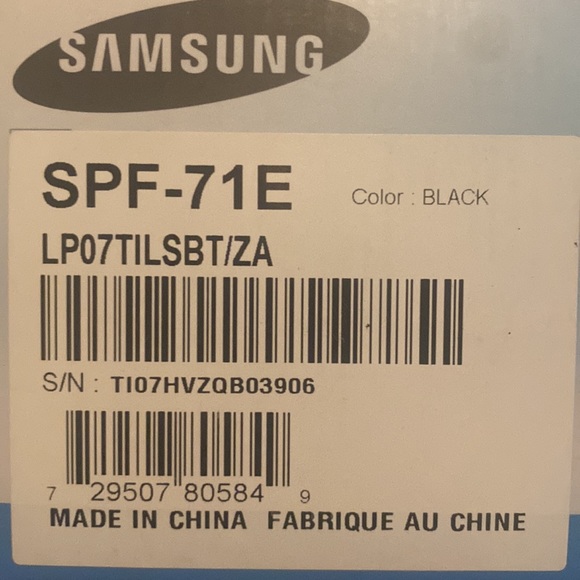 SAMSUNG
SPF-71E Color : BLACK
LP07TILSBT/ZA
S/N : TI07HVZQB03906
7 29507 80584 9
MADE IN CHINA FABRIQUE AU CHINE